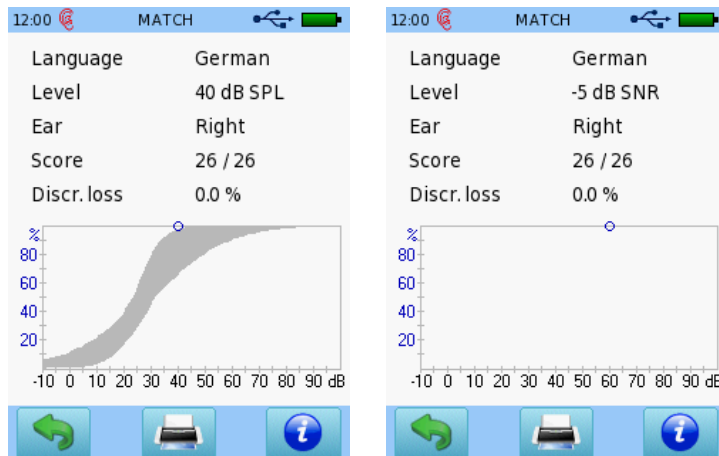 12:00 MATCH
Language German
Level 40 dB SPL
Ear Right
Score 26 / 26
Discr. loss 0.0 %
%
80
60
40
20
-10 0 10 20 30 40 50 60 70 80 90 dB
i
12:00 MATCH
Language German
Level -5 dB SNR
Ear Right
Score 26 / 26
Discr. loss 0.0 %
%
80
60
40
20
-10 0 10 20 30 40 50 60 70 80 90 dB
i